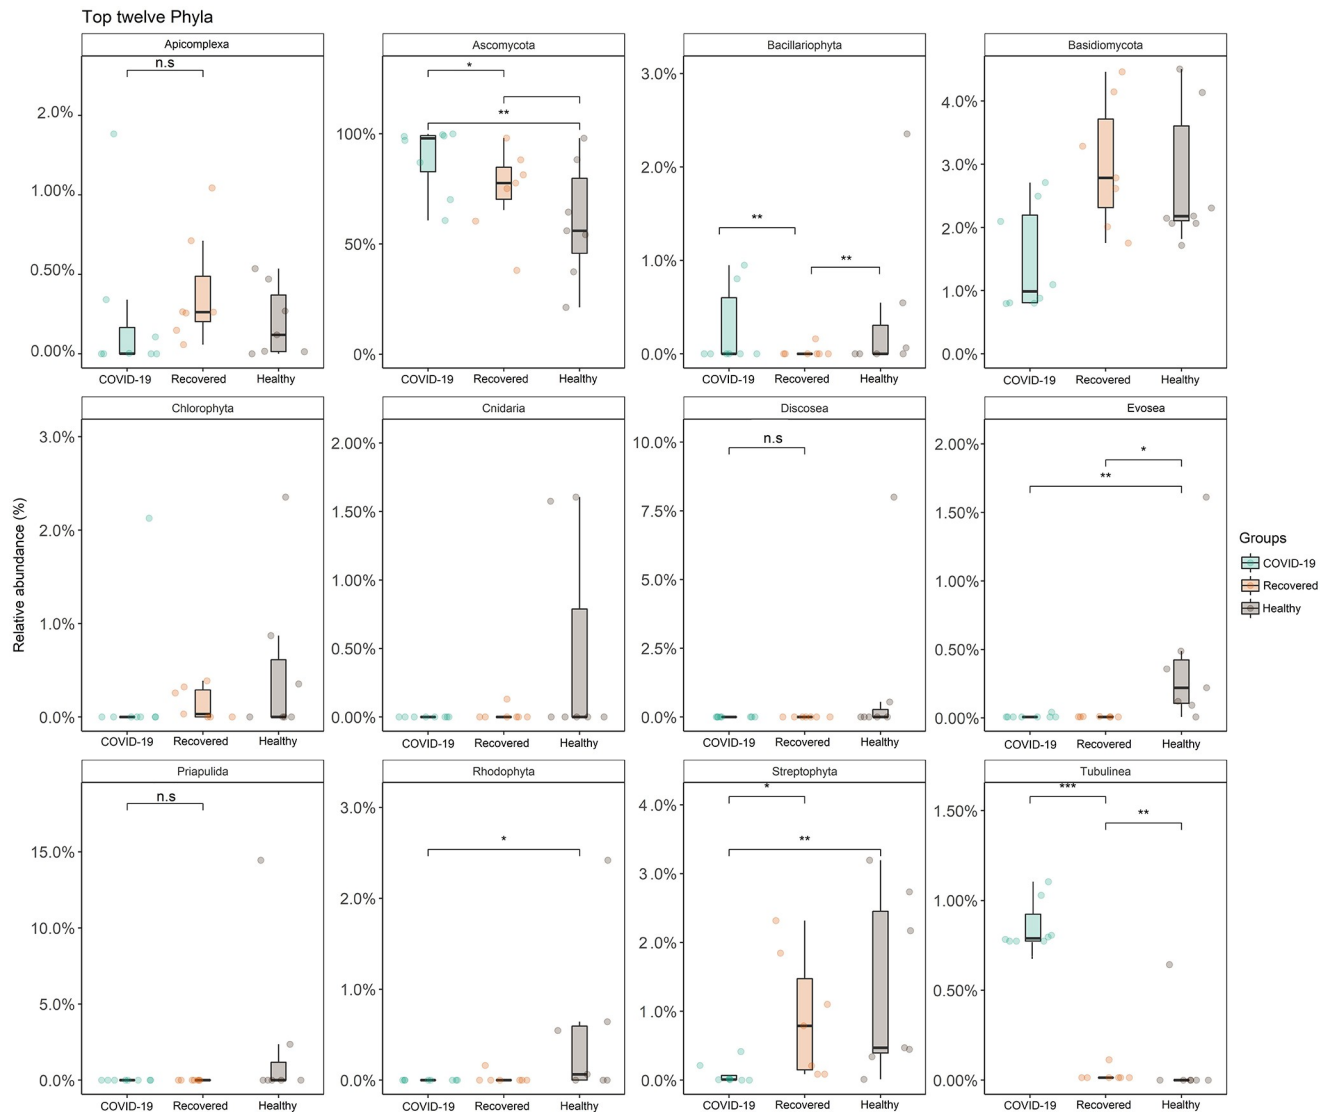 Top twelve Phyla
Apicomplexa
Ascomycota
Bacillariophyta
Basidiomycota
n.s
*
**
**
**
2.0%
1.00%
0.50%
0.00%
100%
50%
0%
3.0%
2.0%
1.0%
0.0%
4.0%
3.0%
2.0%
1.0%
0.0%
COVID-19 Recovered Healthy
COVID-19 Recovered Healthy
COVID-19 Recovered Healthy
COVID-19 Recovered Healthy
Chlorophyta
Cnidaria
Discosea
Evosea
n.s
*
**
3.0%
2.0%
1.0%
0.0%
2.00%
1.50%
1.00%
0.50%
0.00%
10.0%
7.5%
5.0%
2.5%
0.0%
2.00%
1.50%
1.00%
0.50%
0.00%
COVID-19 Recovered Healthy
COVID-19 Recovered Healthy
COVID-19 Recovered Healthy
COVID-19 Recovered Healthy
Relative abundance (%)
Groups
COVID-19
Recovered
Healthy
Priapulida
Rhodophyta
Streptophyta
Tubulinea
n.s
*
*
**
***
**
15.0%
10.0%
5.0%
0.0%
3.0%
2.0%
1.0%
0.0%
4.0%
3.0%
2.0%
1.0%
0.0%
1.50%
1.00%
0.50%
0.00%
COVID-19 Recovered Healthy
COVID-19 Recovered Healthy
COVID-19 Recovered Healthy
COVID-19 Recovered Healthy